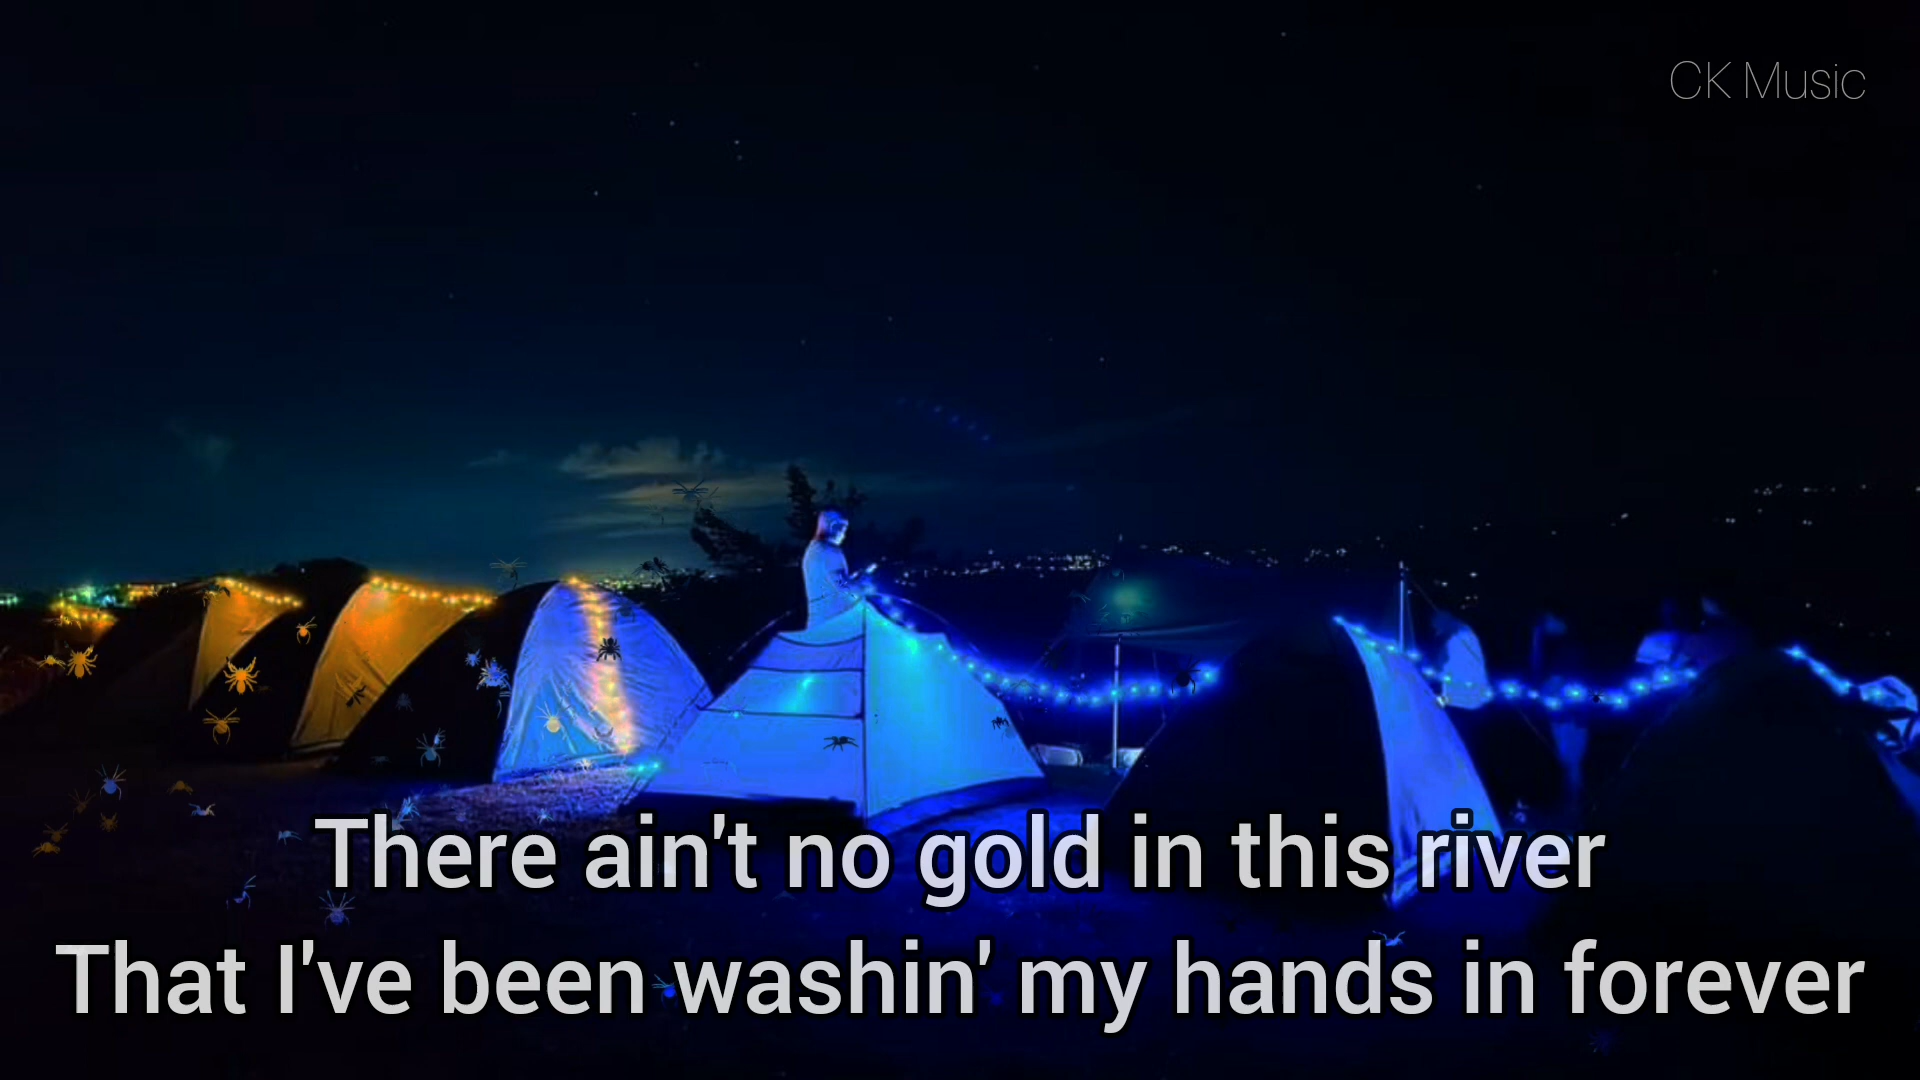 CK Music
There ain't no gold in this river
That I've been washin' my hands in forever